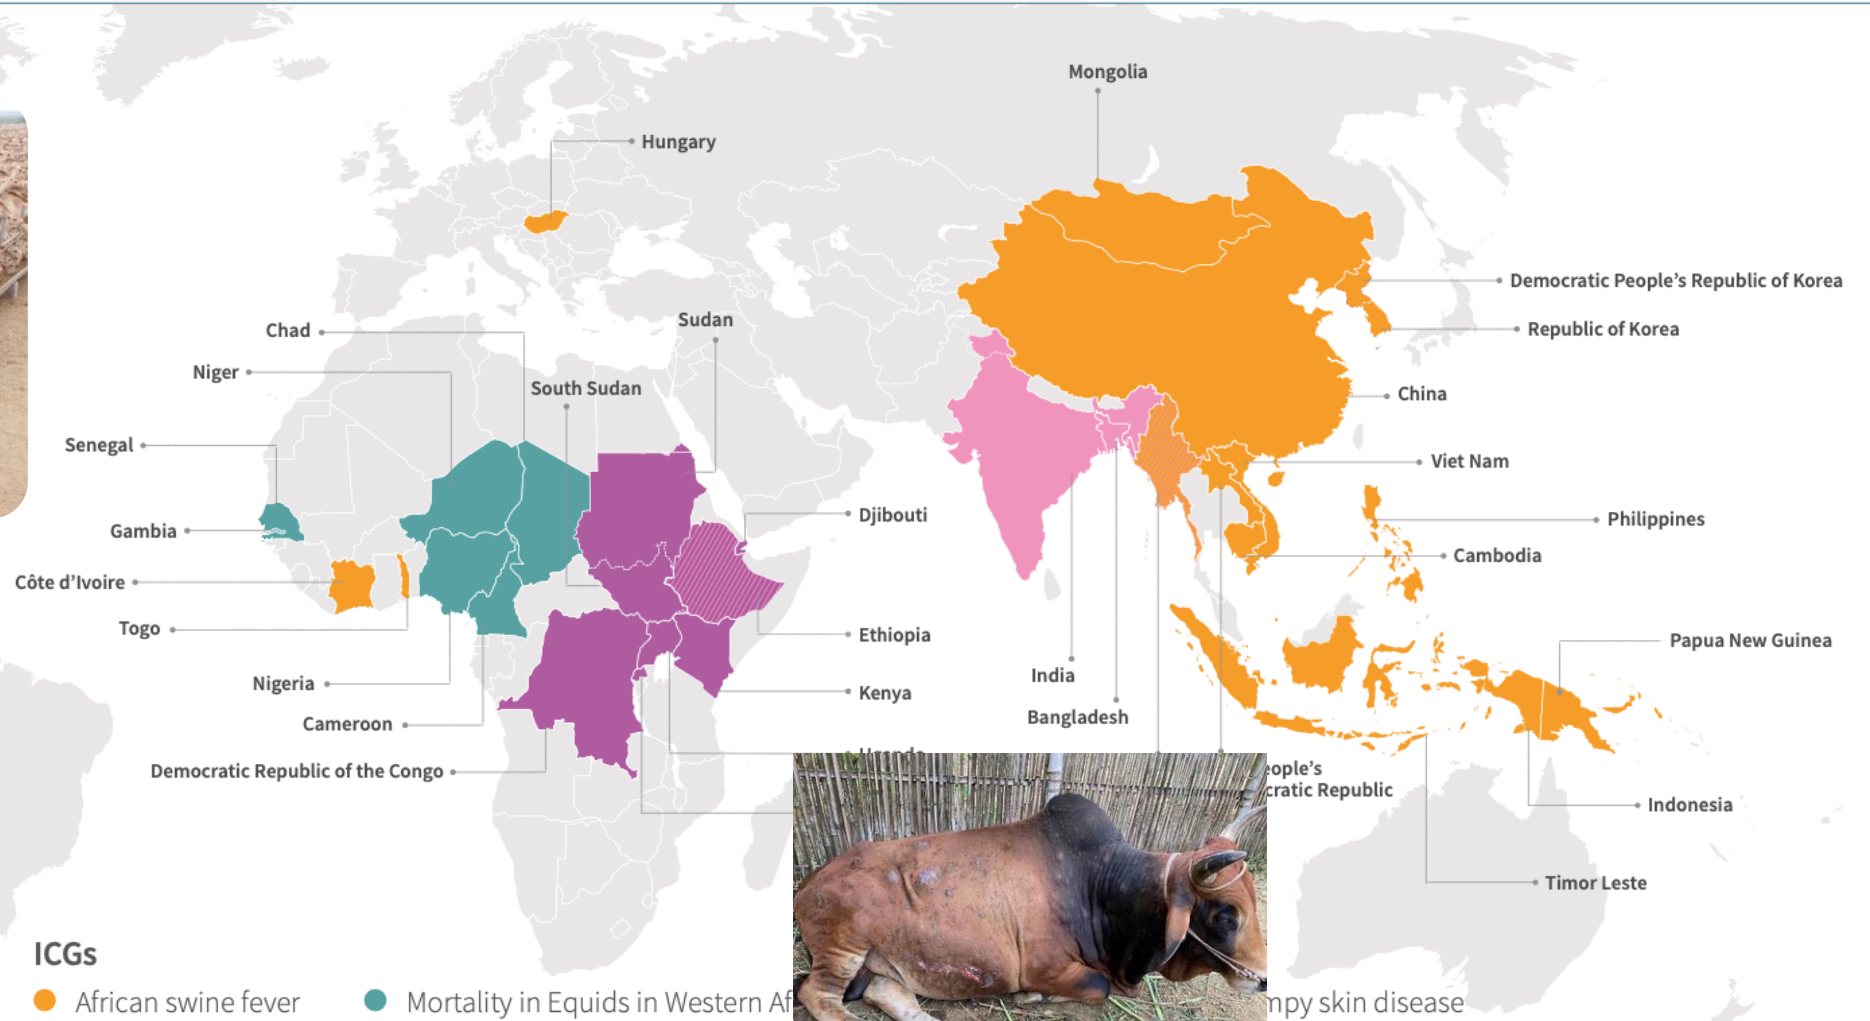 Mongolia
Hungary
Democratic People's Republic of Korea
Sudan
Chad
Republic of Korea
Niger
South Sudan
China
Senegal
Viet Nam
Djibouti
Philippines
Gambia
Cambodia
Côte d'Ivoire
Togo
Ethiopia
Papua New Guinea
India
Nigeria
Kenya
Bangladesh
Cameroon
Uganda
Democratic Republic of the Congo
eople's
cratic Republic
Indonesia
Timor Leste
ICGs
African swine fever
Mortality in Equids in Western Af
mpy skin disease